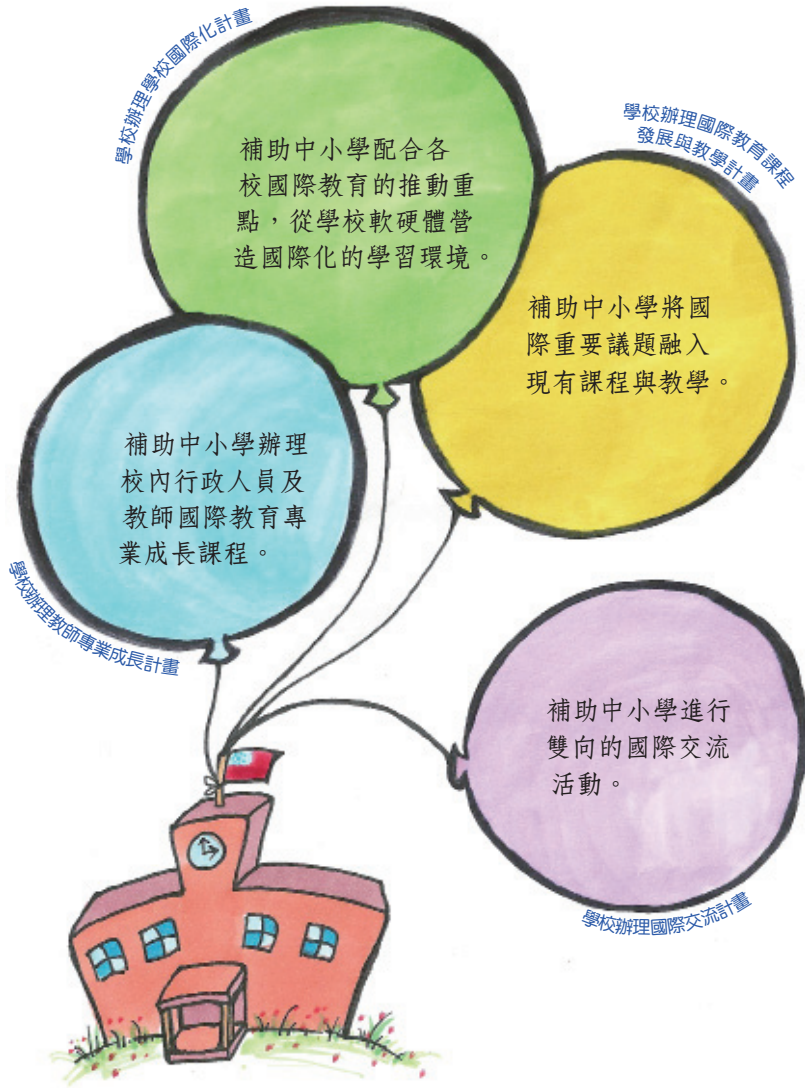 學校辦理學校國際化計畫
補助中小學配合各
校國際教育的推動重
點，從學校軟硬體營
造國際化的學習環境。
學校辦理國際教育課程
發展與教學計畫
補助中小學將國
際重要議題融入
現有課程與教學。
補助中小學辦理
校內行政人員及
教師國際教育專
業成長課程。
學校辦理教師專業成長計畫
補助中小學進行
雙向的國際交流
活動。
學校辦理國際交流計畫